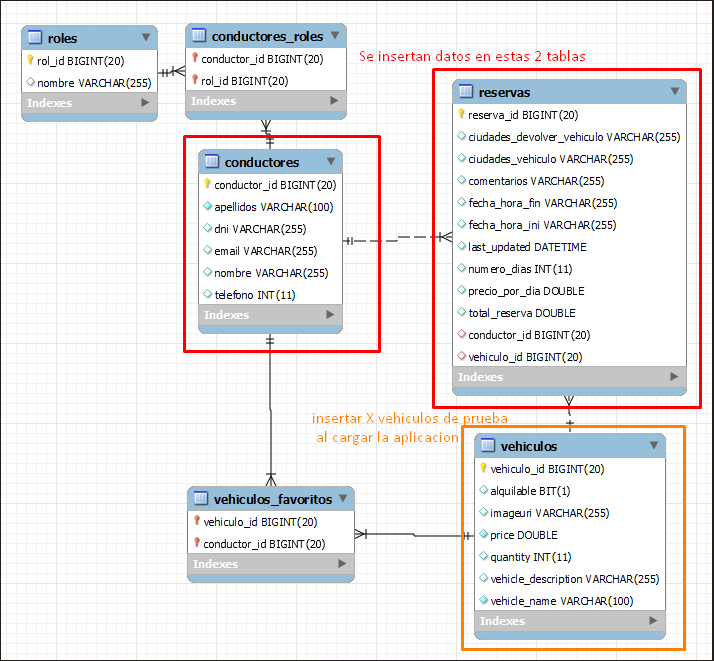 roles
rol_id BIGINT(20)
nombre VARCHAR(255)
Indexes
conductores_roles
conductor_id BIGINT(20)
rol_id BIGINT(20)
Indexes
Se insertan datos en estas 2 tablas
reservas
reserva_id BIGINT(20)
ciudades_devolver_vehiculo VARCHAR(255)
ciudades_vehiculo VARCHAR(255)
comentarios VARCHAR(255)
fecha_hora_fin VARCHAR(255)
fecha_hora_ini VARCHAR(255)
last_updated DATETIME
numero_dias INT(11)
precio_por_dia DOUBLE
total_reserva DOUBLE
conductor_id BIGINT(20)
vehiculo_id BIGINT(20)
Indexes
conductores
conductor_id BIGINT(20)
apellidos VARCHAR(100)
dni VARCHAR(255)
email VARCHAR(255)
nombre VARCHAR(255)
telefono INT(11)
Indexes
insertar X vehiculos de prueba
al cargar la aplicacion
vehiculos
vehiculo_id BIGINT(20)
alquilable BIT(1)
imageuri VARCHAR(255)
price DOUBLE
quantity INT(11)
vehicle_description VARCHAR(255)
vehicle_name VARCHAR(100)
Indexes
vehiculos_favoritos
vehiculo_id BIGINT(20)
conductor_id BIGINT(20)
Indexes